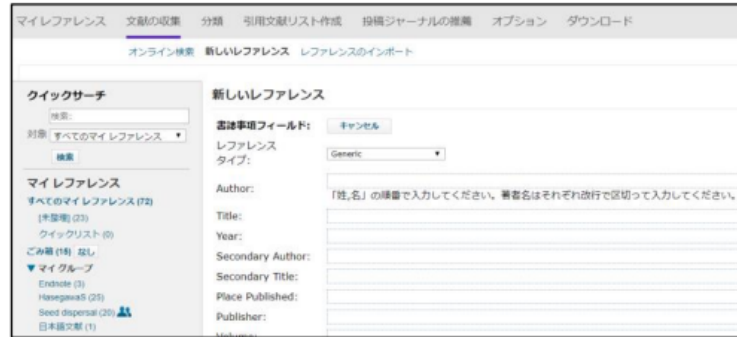 マイレファレンス 文献の収集 分類 引用文献リスト作成 投稿ジャーナルの推薦 オプション ダウンロード
オンライン検索 新しいレファレンス レファレンスのインポート
クイックサーチ
検索:
対象 すべてのマイ レファレンス
検索
マイ レファレンス
すべてのマイ レファレンス (72)
[未整理] (23)
クイックリスト (0)
ごみ箱 (18) なし
▼ マイ グループ
Endnote (3)
HasegawaS (25)
Seed dispersal (20)
日本語文献 (1)
新しいレファレンス
書誌事項フィールド: キャンセル
レファレンス
タイプ: Generic
Author:
「姓,名」の順番で入力してください。著者名はそれぞれ改行で区切って入力してください。
Title:
Year:
Secondary Author:
Secondary Title:
Place Published:
Publisher:
Volume: